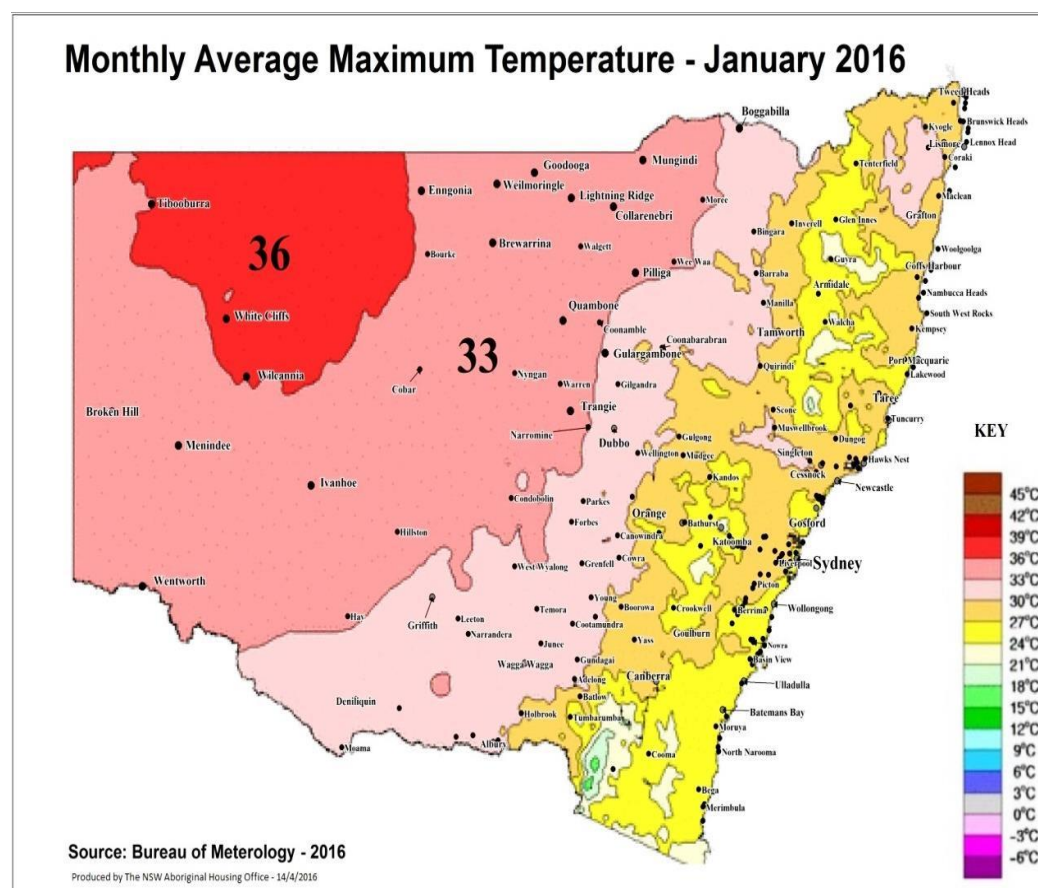 Monthly Average Maximum Temperature - January 2016
Tweed Heads
Boggabilla
Brunswick Heads
Kyogle
Lismore
Lennox Head
Coraki
Mungindi
Tenterfield
Goodooga
Enngonia
Weilmoringle
Lightning Ridge
Collarenebri
Moree
Maclean
Tibooburra
Grafton
Inverell
Glen Innes
Bingara
36
Brewarrina
Walgett
Bourke
Woolgoolga
Wee Waa
Guyra
Coffs Harbour
Pilliga
Barraba
Armidale
Nambucca Heads
Manilla
White Cliffs
Quambone
Coonamble
South West Rocks
Walcha
Kempsey
Tamworth
Coonabarabran
33
Gulargambone
Port Macquarie
Quirindi
Lakewood
Wilcannia
Cobar
Nyngan
Warren
Gilgandra
Taree
Broken Hill
Trangie
Scone
Tuncurry
Narromine
Dubbo
Muswellbrook
KEY
Menindee
Gulgong
Dungog
Wellington
Mudgee
Singleton
Hawks Nest
Cessnock
Kandos
Newcastle
Ivanhoe
Condobolin
Parkes
45°C
Orange
Forbes
Bathurst
Gosford
42°C
Hillston
Canowindra
Katoomba
39°C
Cowra
Sydney
West Wyalong
Grenfell
Liverpool
36°C
Wentworth
Picton
33°C
Young
Griffith
Temora
Boorowa
Crookwell
Berrima
Wollongong
30°C
Hay
Leeton
Cootamundra
27°C
Narrandera
Goulburn
Junee
Yass
Nowra
24°C
Wagga Wagga
Gundagai
Basin View
21°C
Adelong
Canberra
Ulladulla
18°C
Deniliquin
Batlow
15°C
Holbrook
Tumbarumba
Batemans Bay
12°C
Moruya
Moama
Albury
Cooma
North Narooma
9°C
6°C
Bega
3°C
Merimbula
0°C
-3°C
-6°C
Source: Bureau of Meterology - 2016
Produced by The NSW Aboriginal Housing Office - 14/4/2016